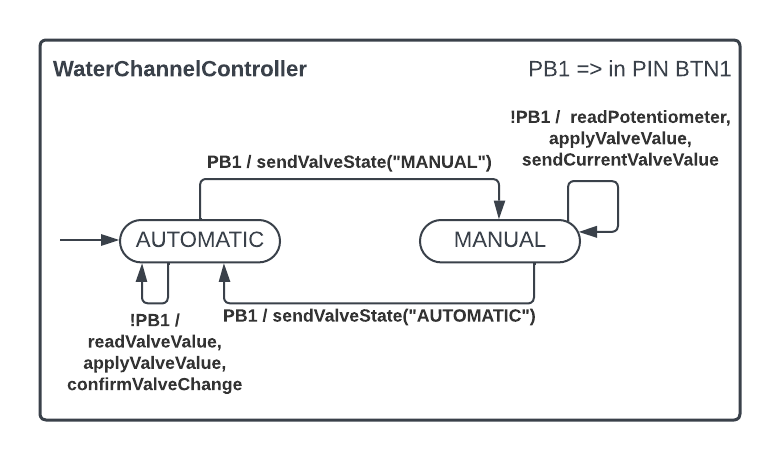 WaterChannelController
PB1 => in PIN BTN1
!PB1 / readPotentiometer,
applyValveValue,
sendCurrentValveValue
PB1 / sendValveState("MANUAL")
AUTOMATIC
MANUAL
PB1 / sendValveState("AUTOMATIC")
!PB1 /
readValveValue,
applyValveValue,
confirmValveChange